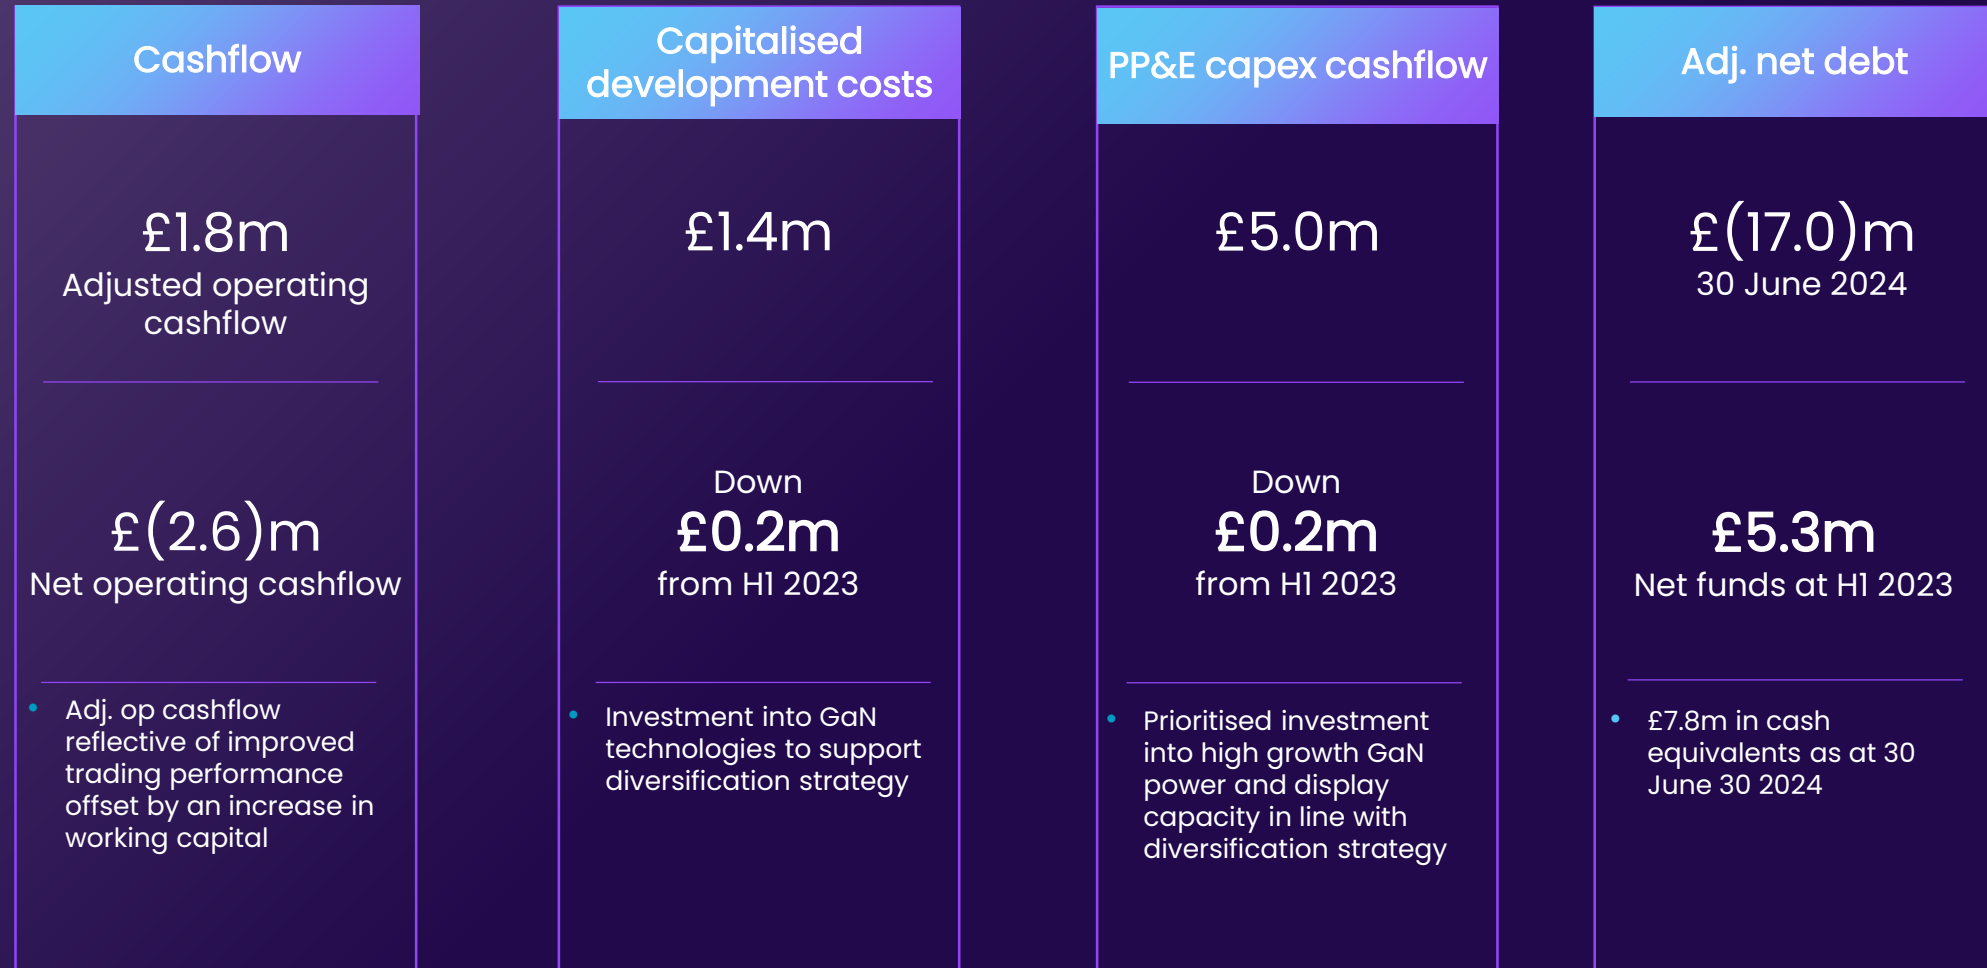 Cashflow
£1.8m
Adjusted operating
cashflow
£(2.6)m
Net operating cashflow
• Adj. op cashflow
reflective of improved
trading performance
offset by an increase in
working capital
Capitalised
development costs
£1.4m
Down
£0.2m
from H1 2023
• Investment into GaN
technologies to support
diversification strategy
PP&E capex cashflow
£5.0m
Down
£0.2m
from H1 2023
• Prioritised investment
into high growth GaN
power and display
capacity in line with
diversification strategy
Adj. net debt
£(17.0)m
30 June 2024
£5.3m
Net funds at H1 2023
• £7.8m in cash
equivalents as at 30
June 30 2024